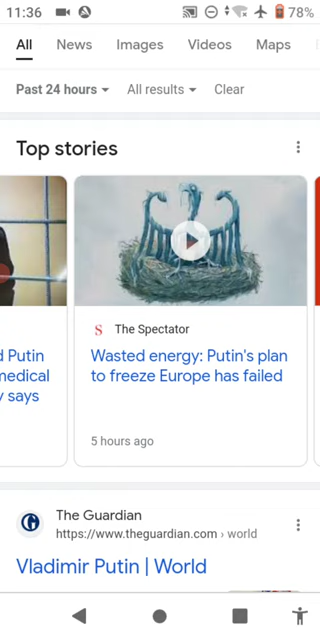 11:36
78%
All News Images Videos Maps
Past 24 hours All results Clear
Top stories
S The Spectator
Putin
Wasted energy: Putin's plan
medical
to freeze Europe has failed
says
5 hours ago
The Guardian
https://www.theguardian.com › world
Vladimir Putin | World